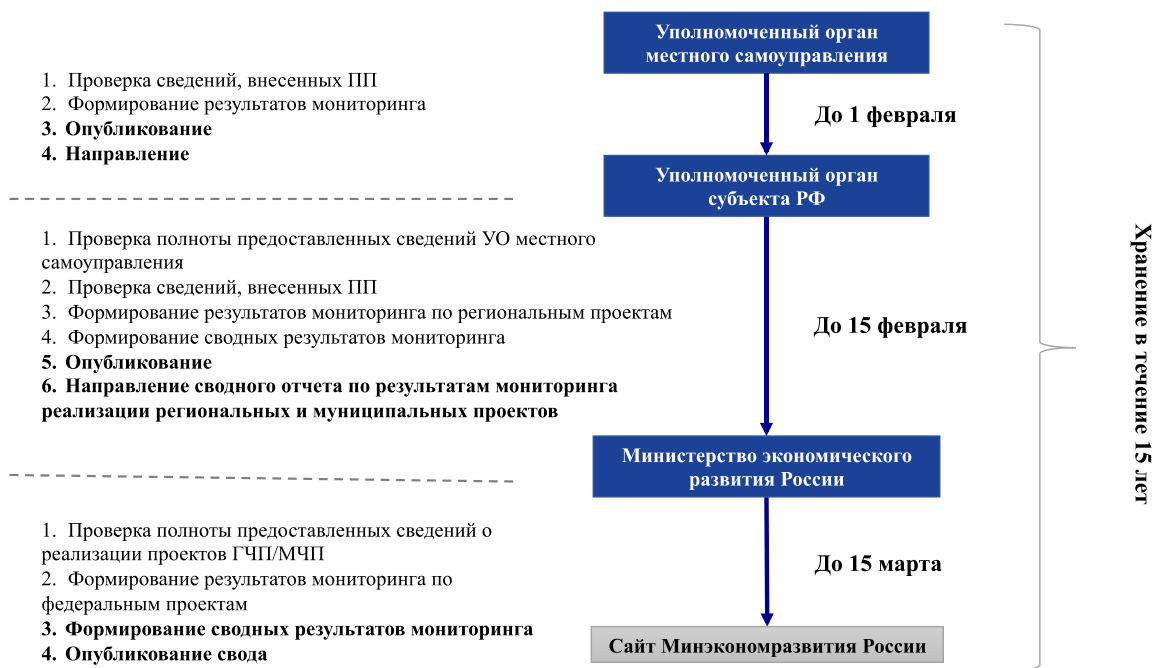 Уполномоченный орган
местного самоуправления
1. Проверка сведений, внесенных ПП
2. Формирование результатов мониторинга
3. Опубликование
4. Направление
До 1 февраля
Уполномоченный орган
субъекта РФ
1. Проверка полноты предоставленных сведений УО местного
самоуправления
2. Проверка сведений, внесенных ПП
3. Формирование результатов мониторинга по региональным проектам
4. Формирование сводных результатов мониторинга
5. Опубликование
6. Направление сводного отчета по результатам мониторинга
реализации региональных и муниципальных проектов
До 15 февраля
Министерство экономического
развития России
1. Проверка полноты предоставленных сведений о
реализации проектов ГЧП/МЧП
2. Формирование результатов мониторинга по
федеральным проектам
3. Формирование сводных результатов мониторинга
4. Опубликование свода
До 15 марта
Сайт Минэкономразвития России
Хранение в течение 15 лет